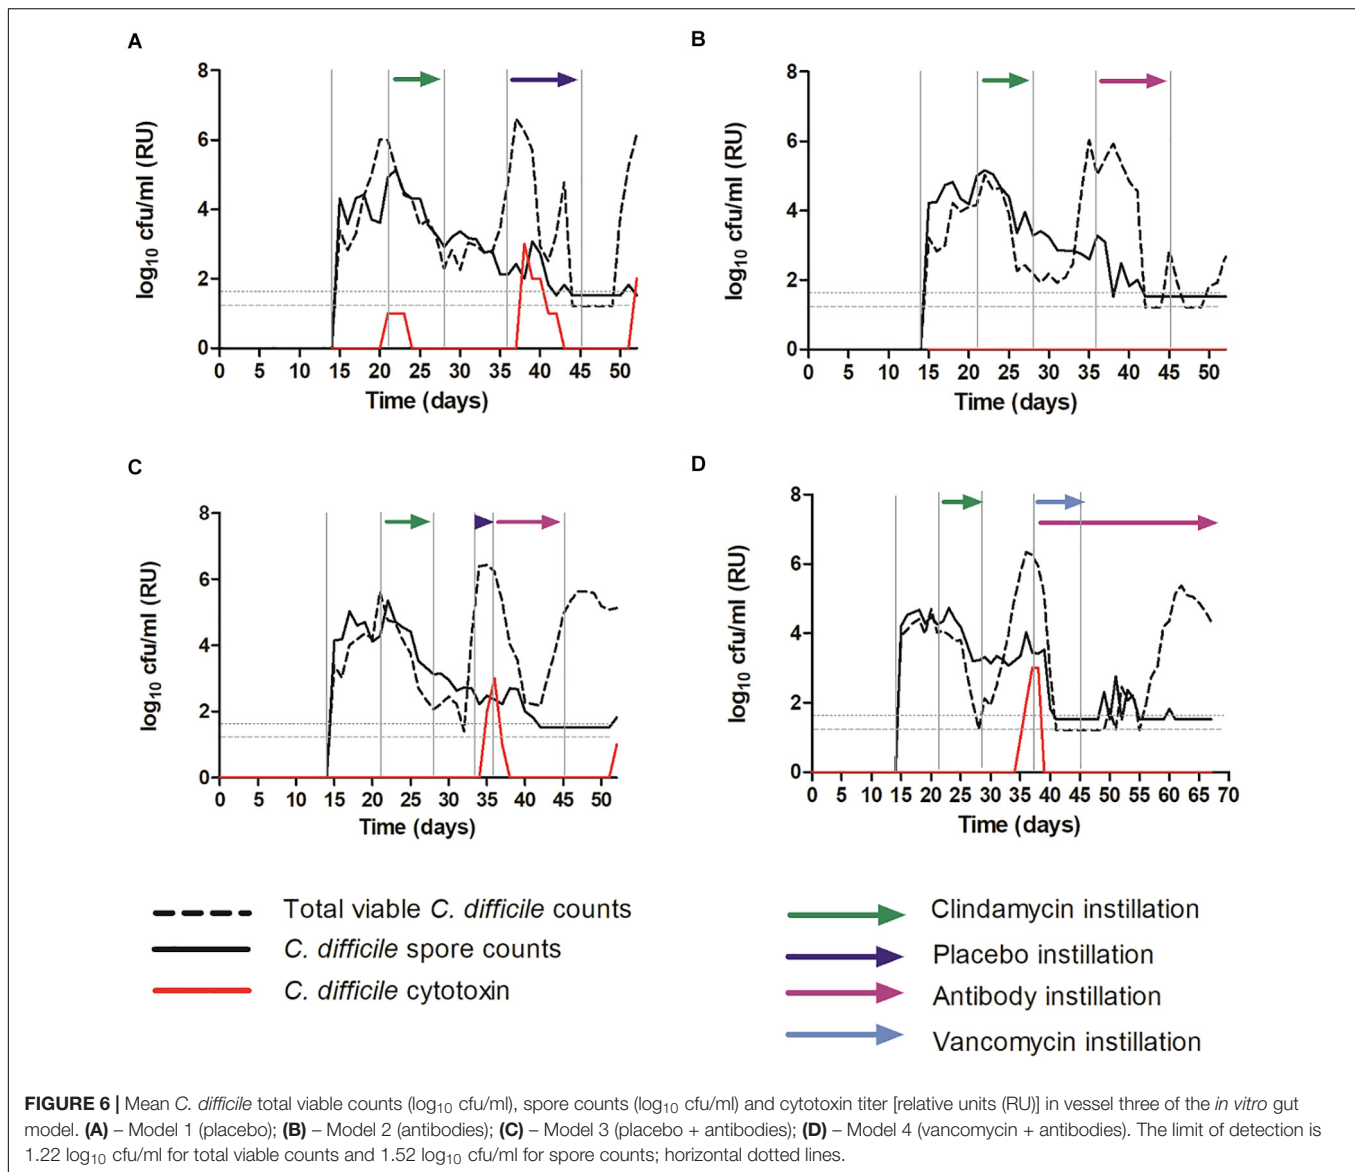 A
8
6
4
2
0
log10 cfu/ml (RU)
0 5 10 15 20 25 30 35 40 45 50
Time (days)
B
8
6
4
2
0
log10 cfu/ml (RU)
0 5 10 15 20 25 30 35 40 45 50
Time (days)
C
8
6
4
2
0
log10 cfu/ml (RU)
0 5 10 15 20 25 30 35 40 45 50
Time (days)
D
8
6
4
2
0
log10 cfu/ml (RU)
0 5 10 15 20 25 30 35 40 45 50 55 60 65 70
Time (days)
Total viable C. difficile counts
C. difficile spore counts
C. difficile cytotoxin
Clindamycin instillation
Placebo instillation
Antibody instillation
Vancomycin instillation
FIGURE 6 | Mean C. difficile total viable counts (log10 cfu/ml), spore counts (log10 cfu/ml) and cytotoxin titer [relative units (RU)] in vessel three of the in vitro gut
model. (A) – Model 1 (placebo); (B) – Model 2 (antibodies); (C) – Model 3 (placebo + antibodies); (D) – Model 4 (vancomycin + antibodies). The limit of detection is
1.22 log10 cfu/ml for total viable counts and 1.52 log10 cfu/ml for spore counts; horizontal dotted lines.